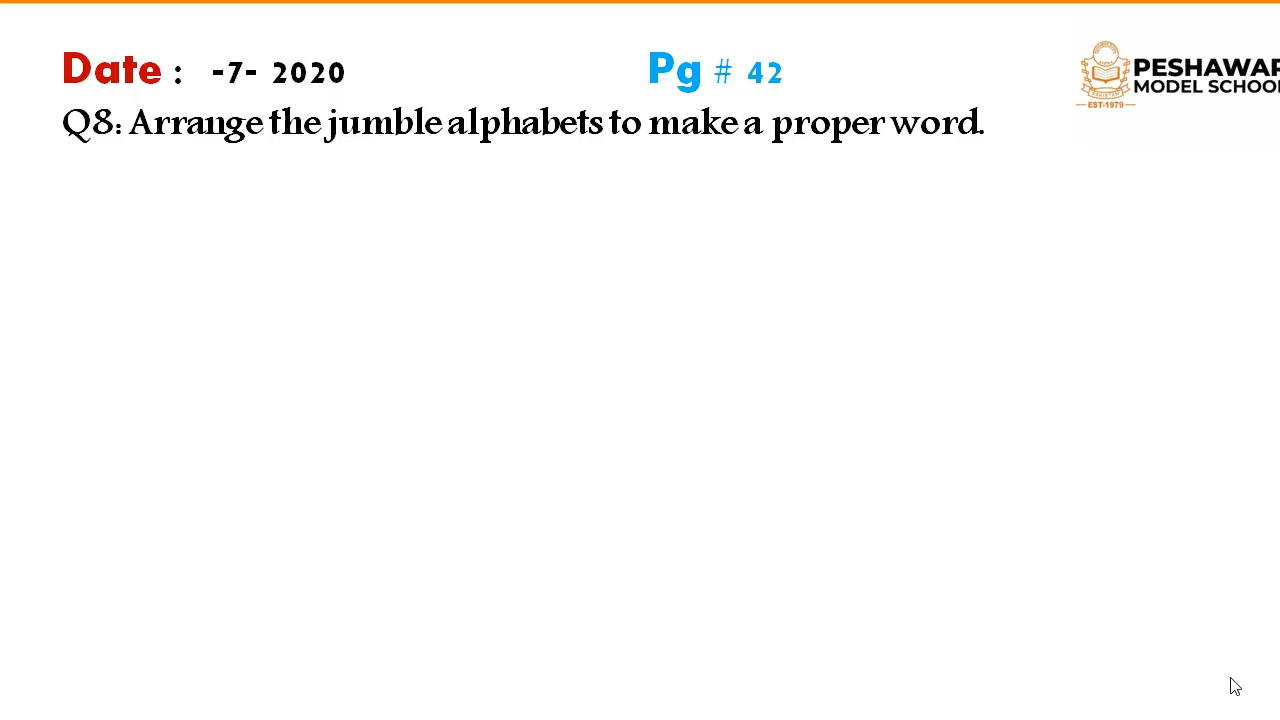 Date : -7- 2020 Pg # 42
PESHAWAR
MODEL SCHOOL
EST-1979
Q8: Arrange the jumble alphabets to make a proper word.